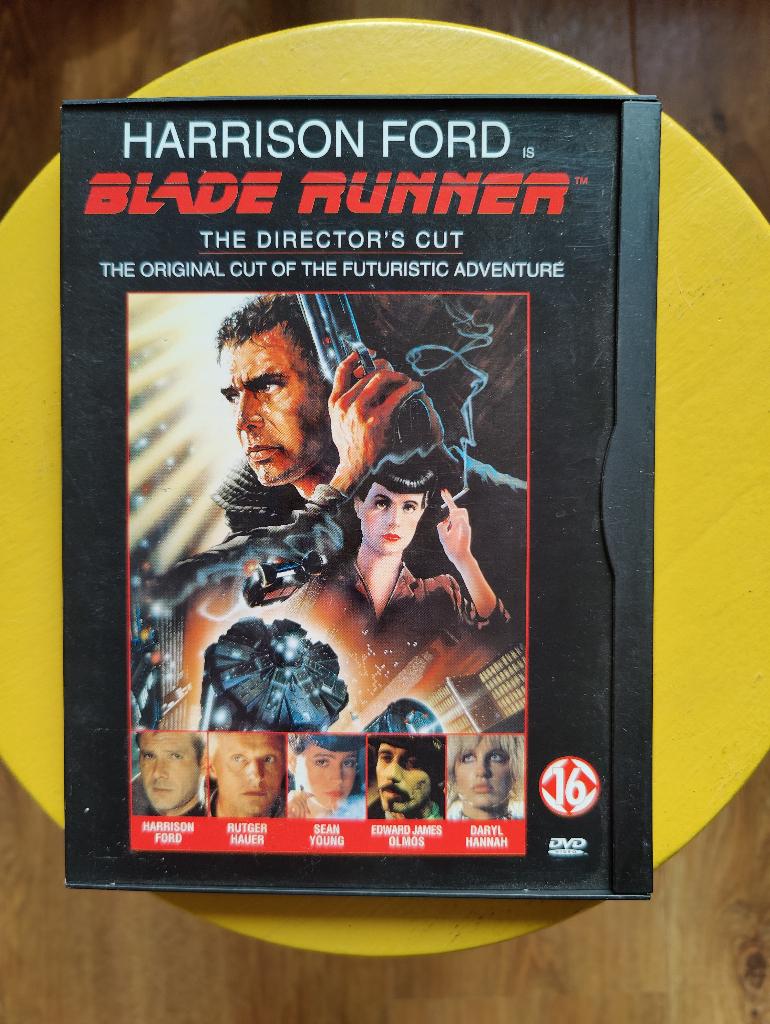 HARRISON FORD IS
BLADE RUNNER™
THE DIRECTOR'S CUT
THE ORIGINAL CUT OF THE FUTURISTIC ADVENTURE
HARRISON FORD
RUTGER HAUER
SEAN YOUNG
EDWARD JAMES OLMOS
DARYL HANNAH
16
DVD
VIDEO